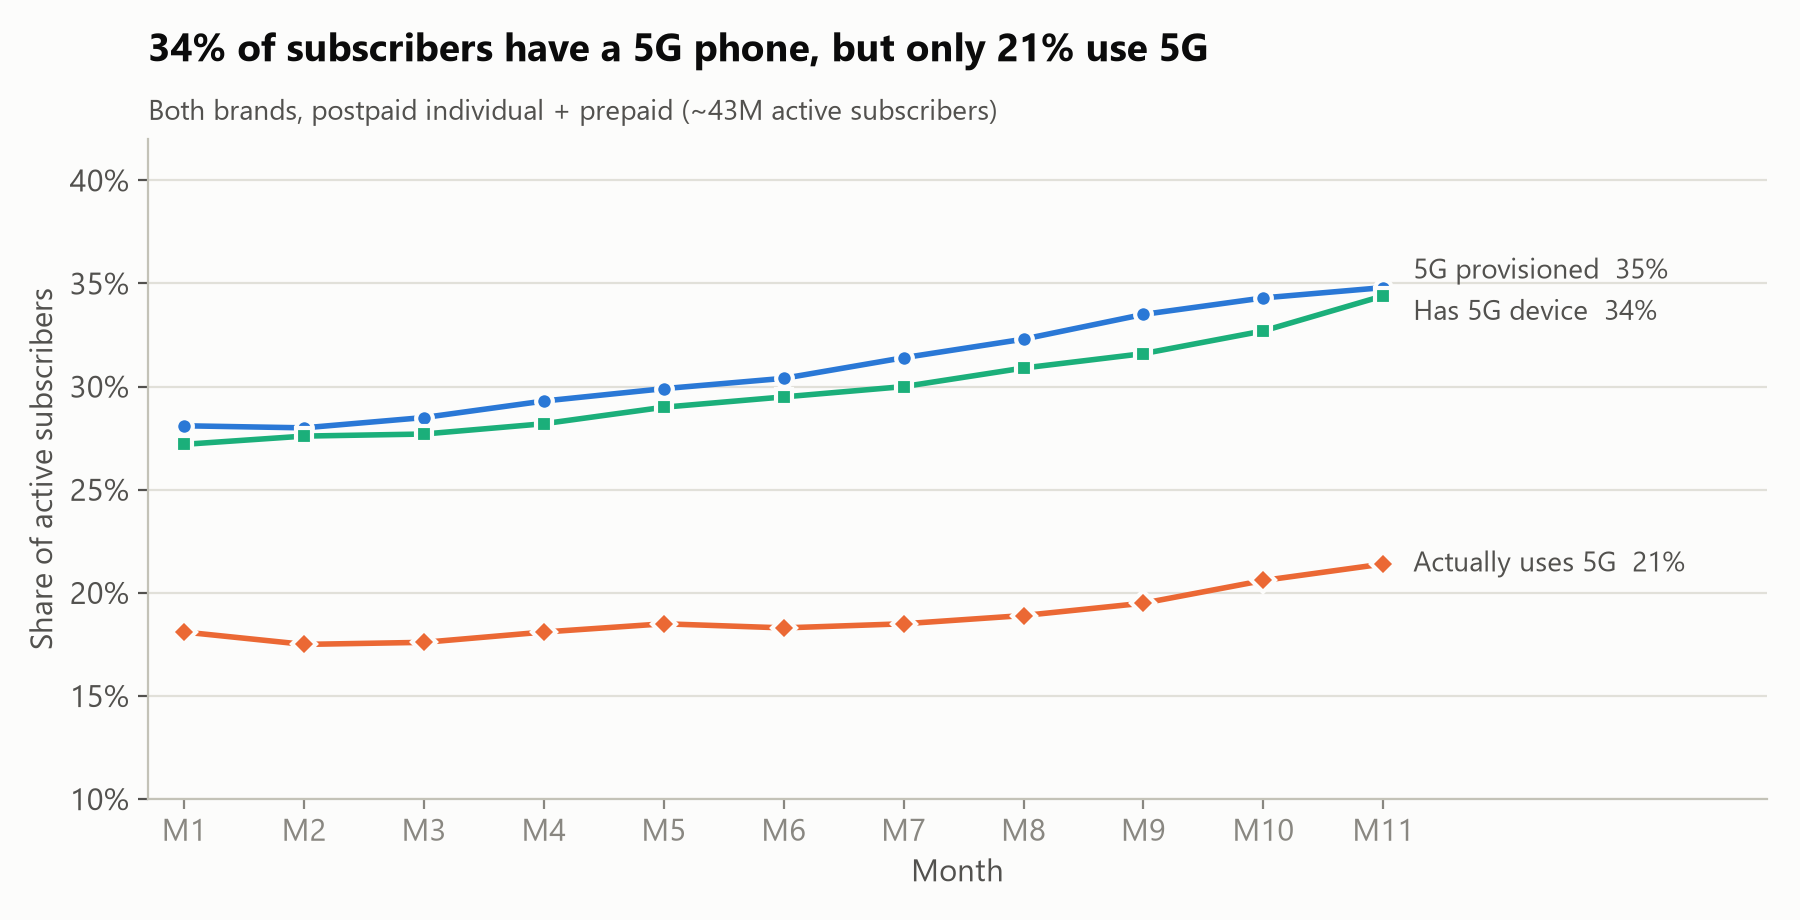 34% of subscribers have a 5G phone, but only 21% use 5G
Both brands, postpaid individual + prepaid (~43M active subscribers)
Share of active subscribers
40%
35%
30%
25%
20%
15%
10%
5G provisioned  35%
Has 5G device  34%
Actually uses 5G  21%
M1 M2 M3 M4 M5 M6 M7 M8 M9 M10 M11
Month